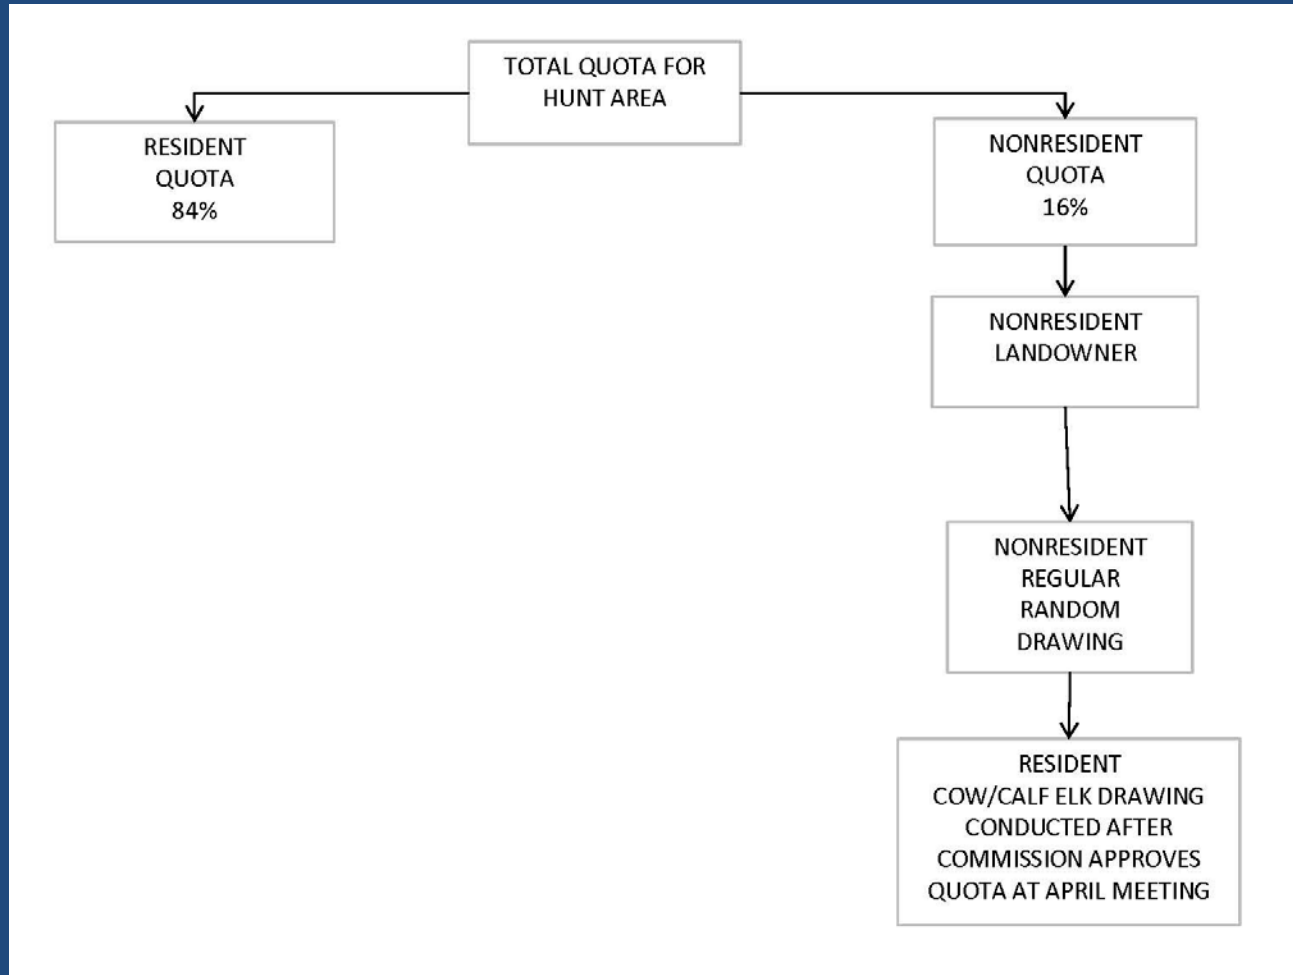 TOTAL QUOTA FOR
HUNT AREA
RESIDENT
QUOTA
84%
NONRESIDENT
QUOTA
16%
NONRESIDENT
LANDOWNER
NONRESIDENT
REGULAR
RANDOM
DRAWING
RESIDENT
COW/CALF ELK DRAWING
CONDUCTED AFTER
COMMISSION APPROVES
QUOTA AT APRIL MEETING